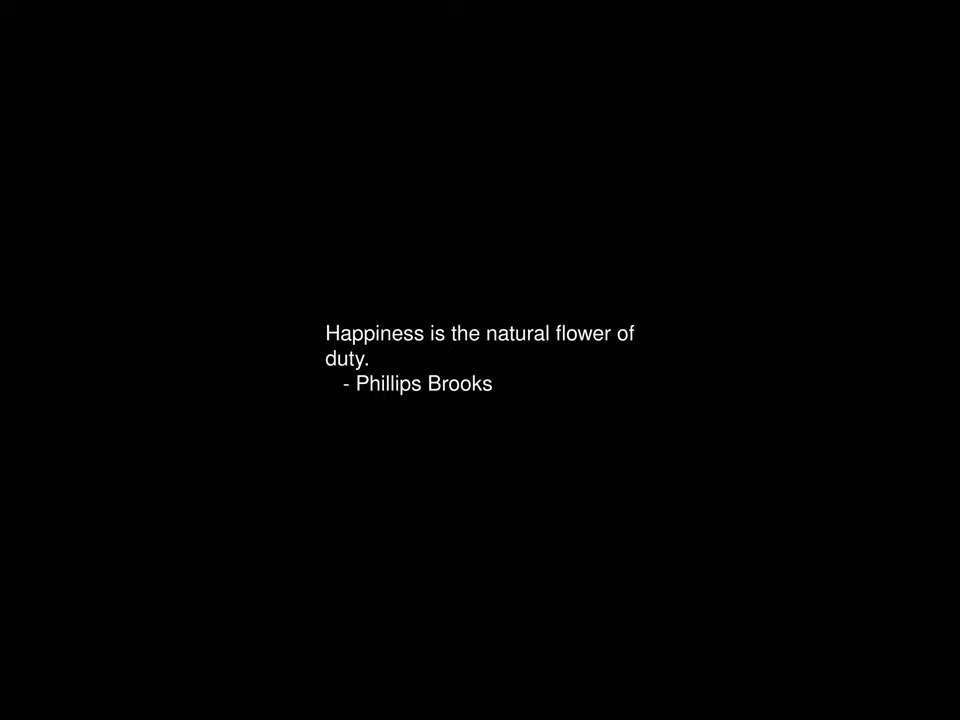 Happiness is the natural flower of
duty.
- Phillips Brooks